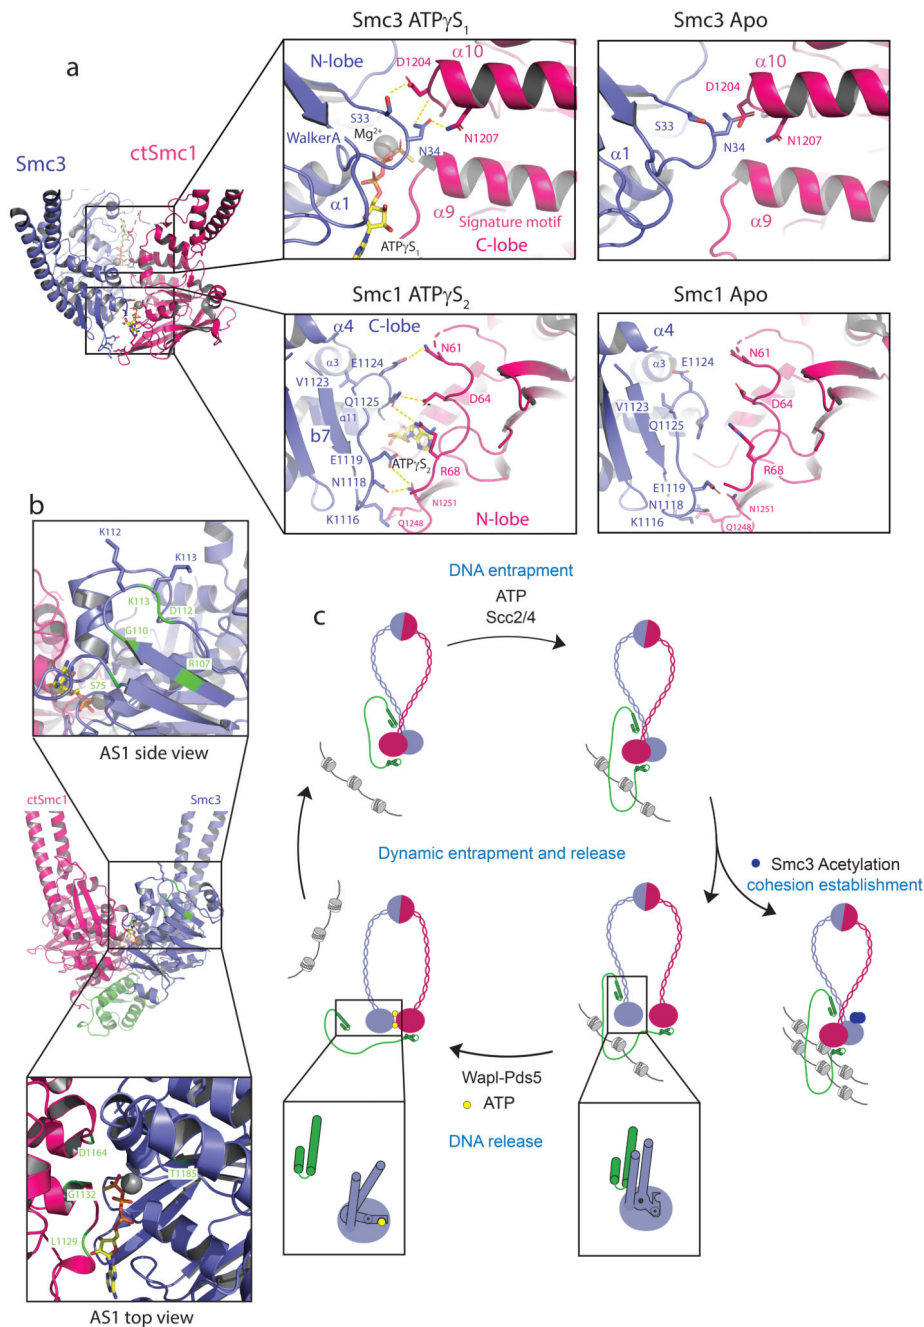 a
Smc3
ctSmc1
Smc3 ATPγS₁
N-lobe
D1204
α10
S33
WalkerA
Mg²⁺
N34
N1207
α1
α9
Signature motif
ATPγS₁
C-lobe
Smc3 Apo
α10
D1204
S33
N34
N1207
α1
α9
Smc1 ATPγS₂
α4
C-lobe
α3
E1124
N61
V1123
Q1125
D64
α11
b7
ATPγS₂
E1119
R68
N1118
N1251
K1116
Q1248
N-lobe
Smc1 Apo
α4
α3
E1124
N61
V1123
D64
Q1125
R68
E1119
N1118
N1251
K1116
Q1248
b
K112
K113
K113
D112
G110
R107
S75
AS1 side view
ctSmc1
Smc3
D1164
T1185
G1132
L1129
AS1 top view
c
DNA entrapment
ATP
Scc2/4
Dynamic entrapment and release
Smc3 Acetylation
cohesion establishment
Wapl-Pds5
ATP
DNA release